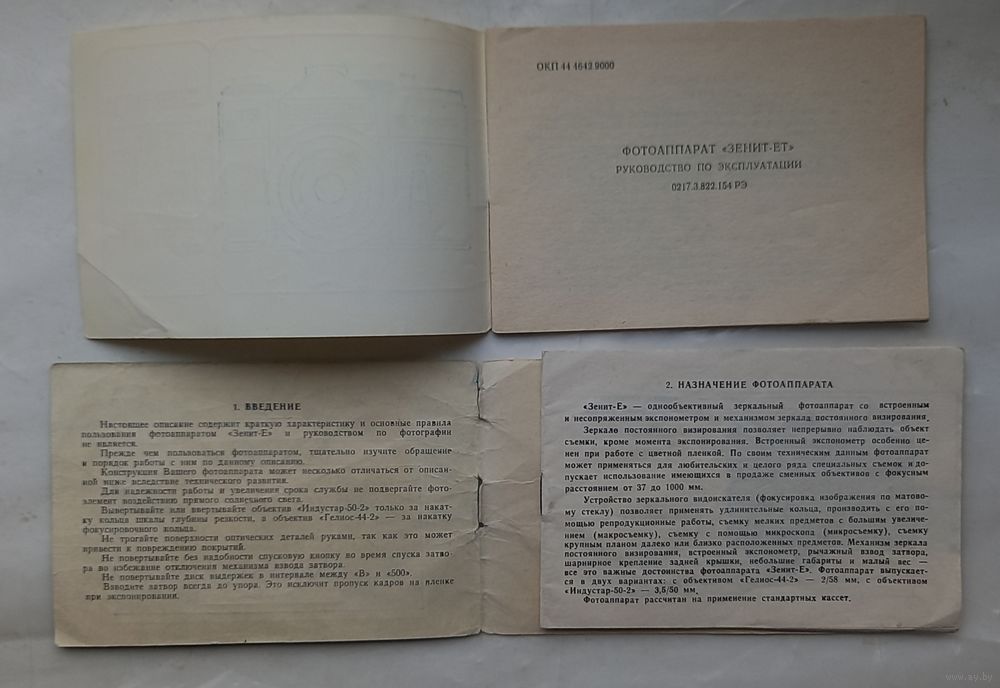 ОКП 44 4642 9000
ФОТОАППАРАТ «ЗЕНИТ-ЕТ»
РУКОВОДСТВО ПО ЭКСПЛУАТАЦИИ
0217.3.822.154 РЭ
1. ВВЕДЕНИЕ
Настоящее описание содержит краткую характеристику и основные правила
пользования фотоаппаратом «Зенит-Е» и руководством по фотографии
не является.
Прежде чем пользоваться фотоаппаратом, тщательно изучите обращение
и порядок работы с ним по данному описанию.
Конструкция Вашего фотоаппарата может несколько отличаться от описан-
ной ниже вследствие технического развития.
Для надежности работы и увеличения срока службы не подвергайте фото-
элемент воздействию прямого солнечного света.
Вывертывайте или ввертывайте объектив «Индустар-50-2» только за накат-
ку кольца шкалы глубины резкости, а объектив «Гелиос-44-2» — за накатку
фокусировочного кольца.
Не трогайте поверхности оптических деталей руками, так как это может
привести к повреждению покрытий.
Не повертывайте без надобности спусковую кнопку во время спуска затво-
ра во избежание отключения механизма взвода затвора.
Не повертывайте диск выдержек в интервале между «В» и «500».
Взводите затвор всегда до упора. Это исключит пропуск кадров на пленке
при экспонировании.
2. НАЗНАЧЕНИЕ ФОТОАППАРАТА
«Зенит-Е» — однообъективный зеркальный фотоаппарат со встроенным
и несопряженным экспонометром и механизмом зеркала постоянного визирования.
Зеркало постоянного визирования позволяет непрерывно наблюдать объект
съемки, кроме момента экспонирования. Встроенный экспонометр особенно це-
нен при работе с цветной пленкой. По своим техническим данным фотоаппарат
может применяться для любительских и целого ряда специальных съемок и до-
пускает использование имеющихся в продаже сменных объективов с фокусным
расстоянием от 37 до 1000 мм.
Устройство зеркального видоискателя (фокусировка изображения по матово-
му стеклу) позволяет применять удлинительные кольца, производить с его по-
мощью репродукционные работы, съемку мелких предметов с большим увеличе-
нием (макросъемку), съемку с помощью микроскопа (микросъемку), съемку
крупным планом далеко или близко расположенных предметов. Механизм зеркала
постоянного визирования, встроенный экспонометр, рычажный взвод затвора,
шарнирное крепление задней крышки, небольшие габариты и малый вес —
все это важные достоинства фотоаппарата «Зенит-Е». Фотоаппарат выпускает-
ся в двух вариантах: с объективом «Гелиос-44-2» — 2/58 мм, с объективом
«Индустар-50-2» — 3,5/50 мм.
Фотоаппарат рассчитан на применение стандартных кассет.
www.ay.by